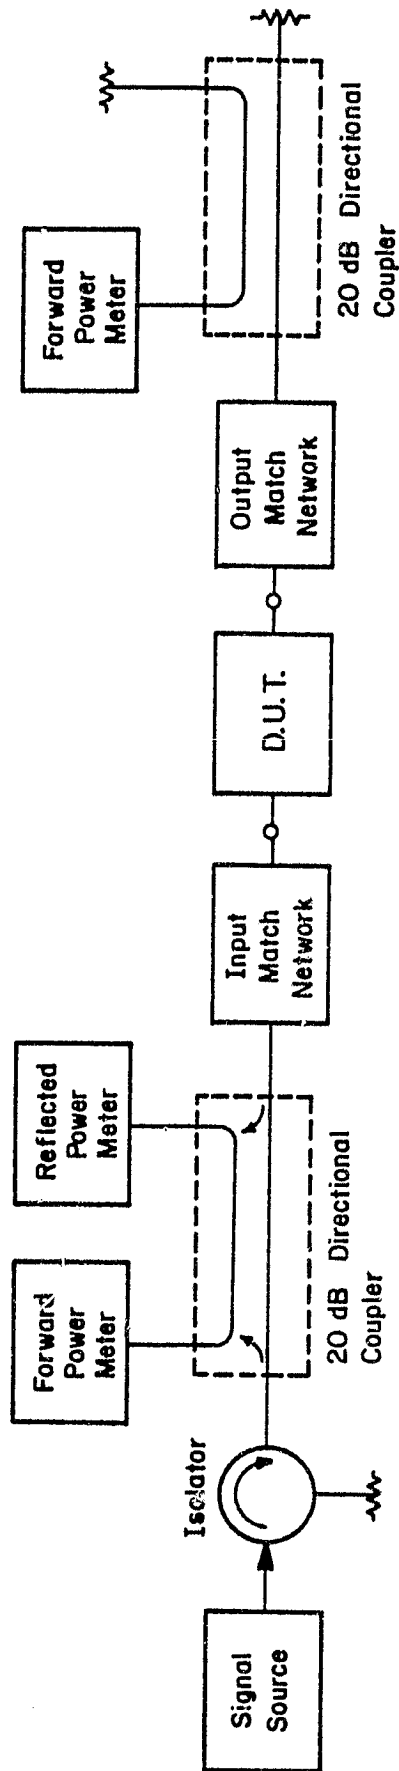 Signal
Source
Isolator
Forward
Power
Meter
Reflected
Power
Meter
20 dB Directional
Coupler
Input
Match
Network
D.U.T.
Output
Match
Network
Forward
Power
Meter
20 dB Directional
Coupler